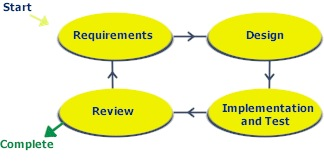 Start
Requirements
Design
Review
Implementation
and Test
Complete